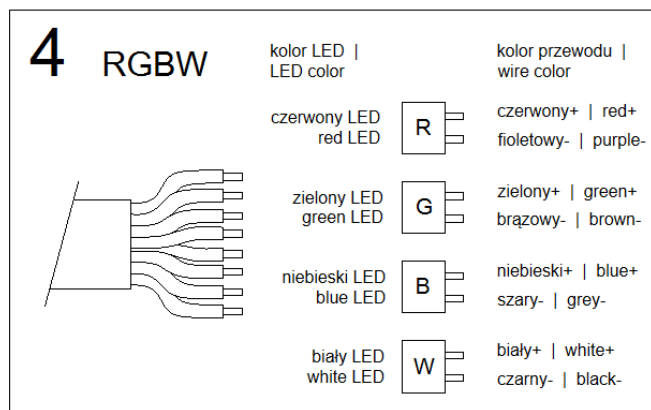 4 RGBW
kolor LED |
LED color
kolor przewodu |
wire color
czerwony LED
red LED
R
czerwony+ | red+
fioletowy- | purple-
zielony LED
green LED
G
zielony+ | green+
brązowy- | brown-
niebieski LED
blue LED
B
niebieski+ | blue+
szary- | grey-
biały LED
white LED
W
biały+ | white+
czarny- | black-